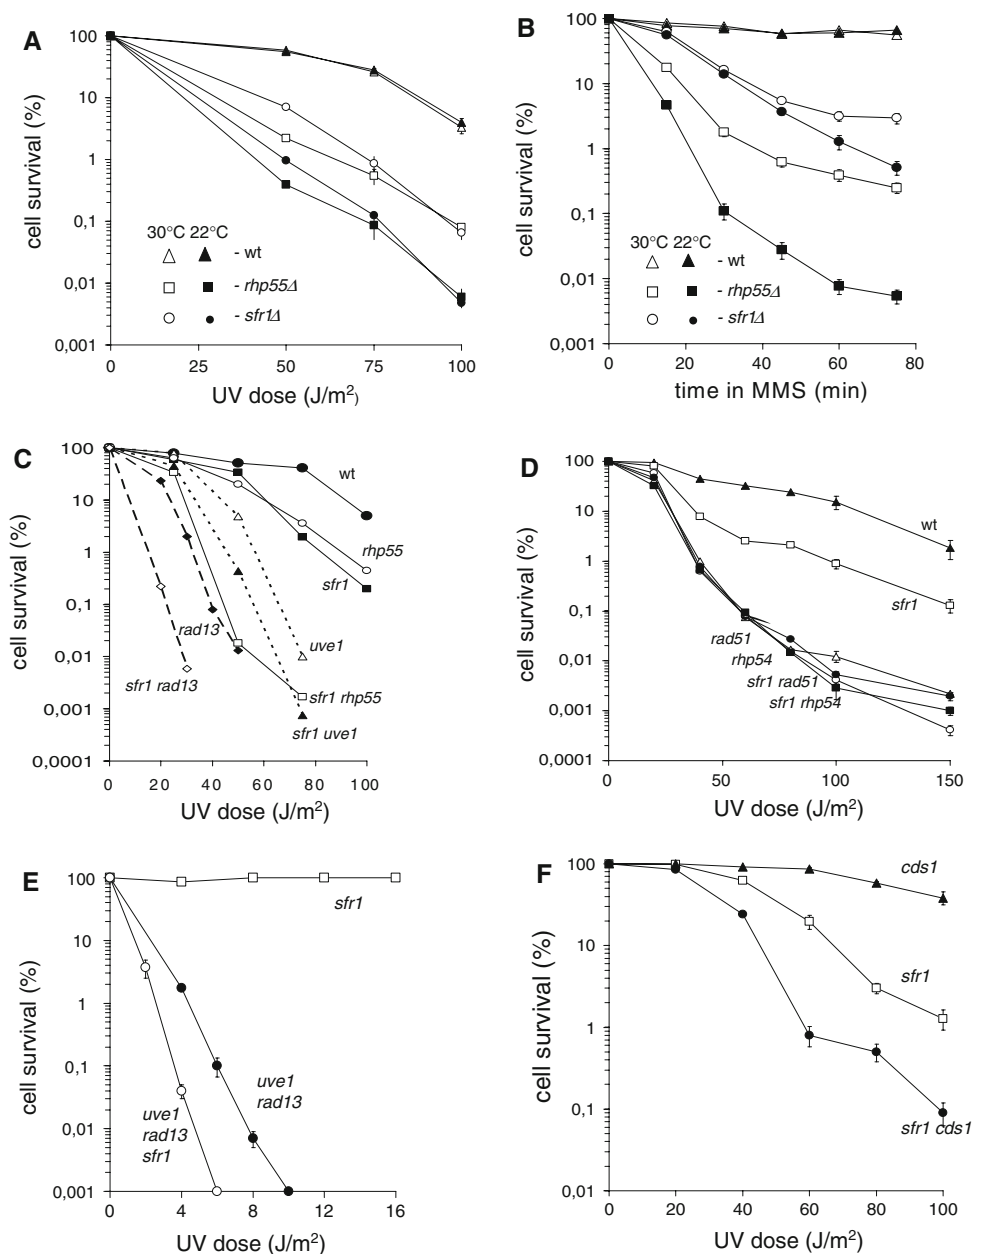 A
cell survival (%)
100
10
1
0,1
0,01
0,001
30°C 22°C
- wt
- rhp55Δ
- sfr1Δ
0 25 50 75 100
UV dose (J/m2)
B
cell survival (%)
100
10
1
0,1
0,01
0,001
30°C 22°C
- wt
- rhp55Δ
- sfr1Δ
0 20 40 60 80
time in MMS (min)
C
cell survival (%)
100
10
1
0,1
0,01
0,001
0,0001
wt
rhp55
sfr1
rad13
uve1
sfr1 rad13
sfr1 rhp55
sfr1 uve1
0 20 40 60 80 100
UV dose (J/m2)
D
cell survival (%)
100
10
1
0,1
0,01
0,001
0,0001
wt
sfr1
rad51
rhp54
sfr1 rad51
sfr1 rhp54
0 50 100 150
UV dose (J/m2)
E
cell survival (%)
100
10
1
0,1
0,01
0,001
sfr1
uve1
rad13
uve1
rad13
sfr1
0 4 8 12 16
UV dose (J/m2)
F
cell survival (%)
100
10
1
0,1
0,01
cds1
sfr1
sfr1 cds1
0 20 40 60 80 100
UV dose (J/m2)